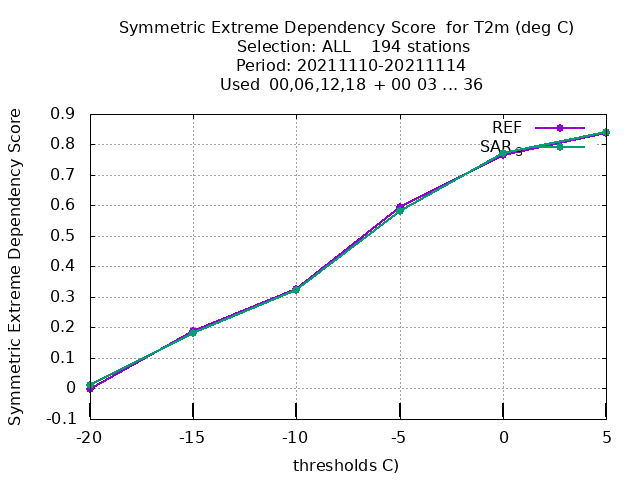 Symmetric Extreme Dependency Score for T2m (deg C)
Selection: ALL 194 stations
Period: 20211110-20211114
Used 00,06,12,18 + 00 03 ... 36
Symmetric Extreme Dependency Score
0.9
0.8
0.7
0.6
0.5
0.4
0.3
0.2
0.1
0
-0.1
REF
SAR_g
-20
-15
-10
-5
0
5
thresholds C)